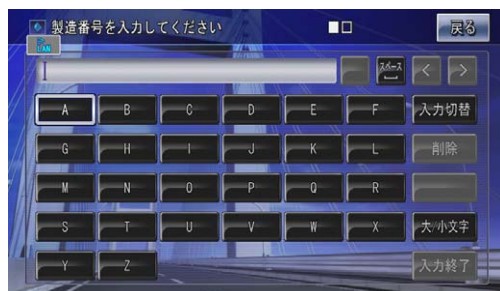 製造番号を入力してください 戻る
スペース < >
A B C D E F 入力切替
G H I J K L 削除
M N O P Q R
S T U V W X 大/小文字
Y Z 入力終了